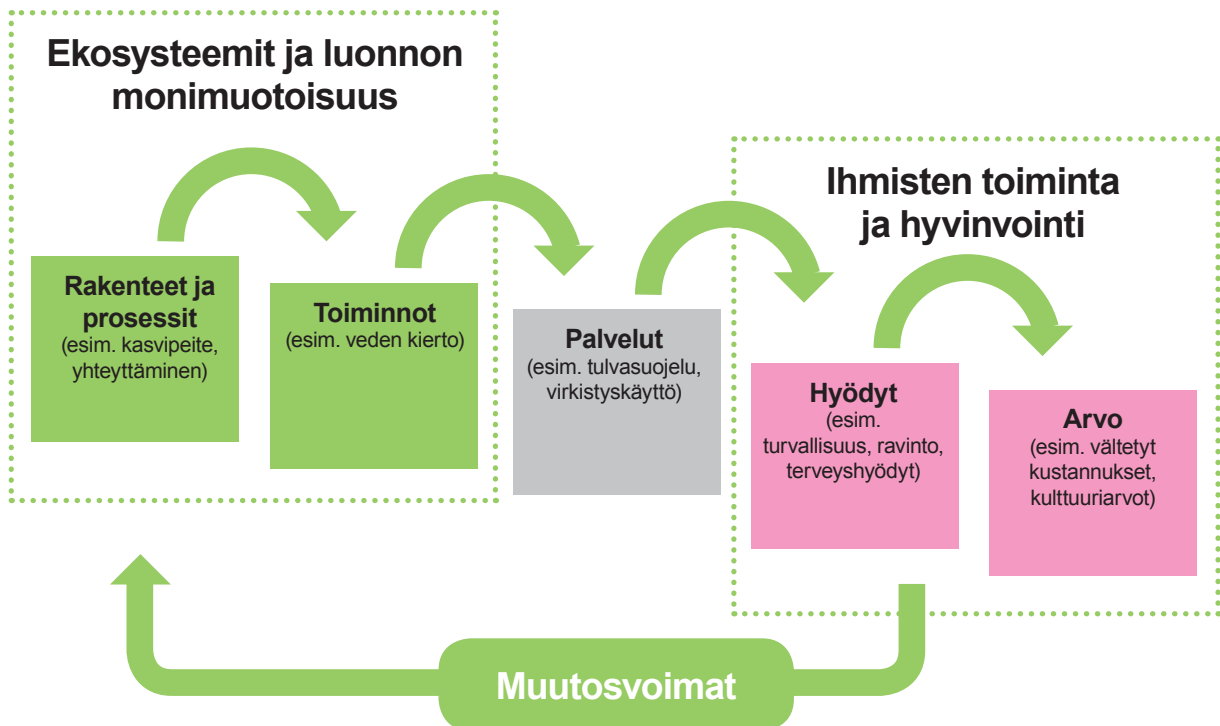 Ekosysteemit ja luonnon
monimuotoisuus
Rakenteet ja
prosessit
(esim. kasvipeite,
yhteyttäminen)
Toiminnot
(esim. veden kierto)
Palvelut
(esim. tulvasuojelu,
virkistyskäyttö)
Ihmisten toiminta
ja hyvinvointi
Hyödyt
(esim.
turvallisuus, ravinto,
terveyshyödyt)
Arvo
(esim. vältetyt
kustannukset,
kulttuuriarvot)
Muutosvoimat